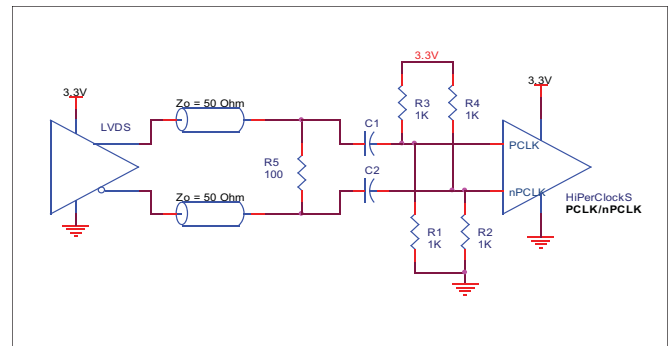 3.3V
3.3V
3.3V
Zo = 50 Ohm
LVDS
C1
R3
1K
R4
1K
PCLK
R5
100
C2
nPCLK
Zo = 50 Ohm
HiPerClockS
PCLK/nPCLK
R1
1K
R2
1K